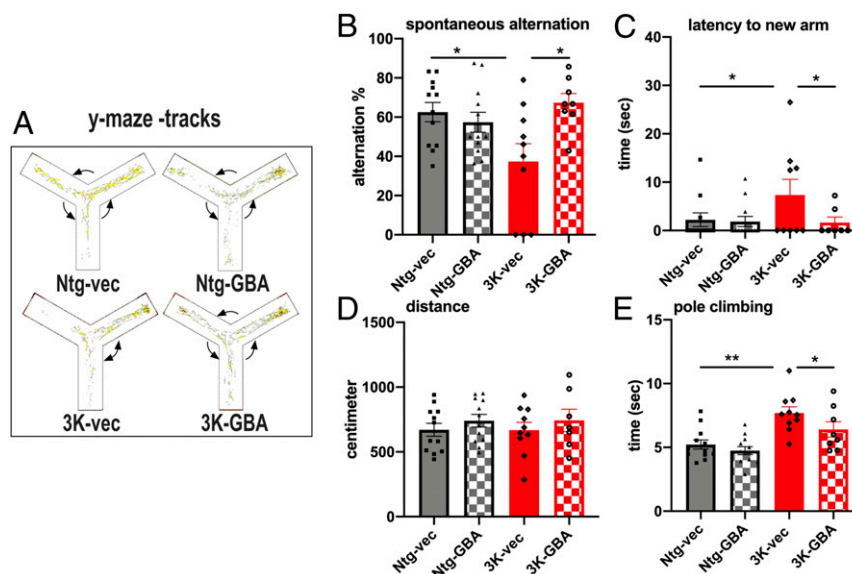 A
y-maze -tracks
Ntg-vec
Ntg-GBA
3K-vec
3K-GBA
B
spontaneous alternation
alternation %
100
80
60
40
20
0
*
*
Ntg-vec
Ntg-GBA
3K-vec
3K-GBA
C
latency to new arm
time (sec)
40
30
20
10
0
*
*
Ntg-vec
Ntg-GBA
3K-vec
3K-GBA
D
distance
centimeter
1500
1000
500
0
Ntg-vec
Ntg-GBA
3K-vec
3K-GBA
E
pole climbing
time (sec)
15
10
5
0
**
*
Ntg-vec
Ntg-GBA
3K-vec
3K-GBA